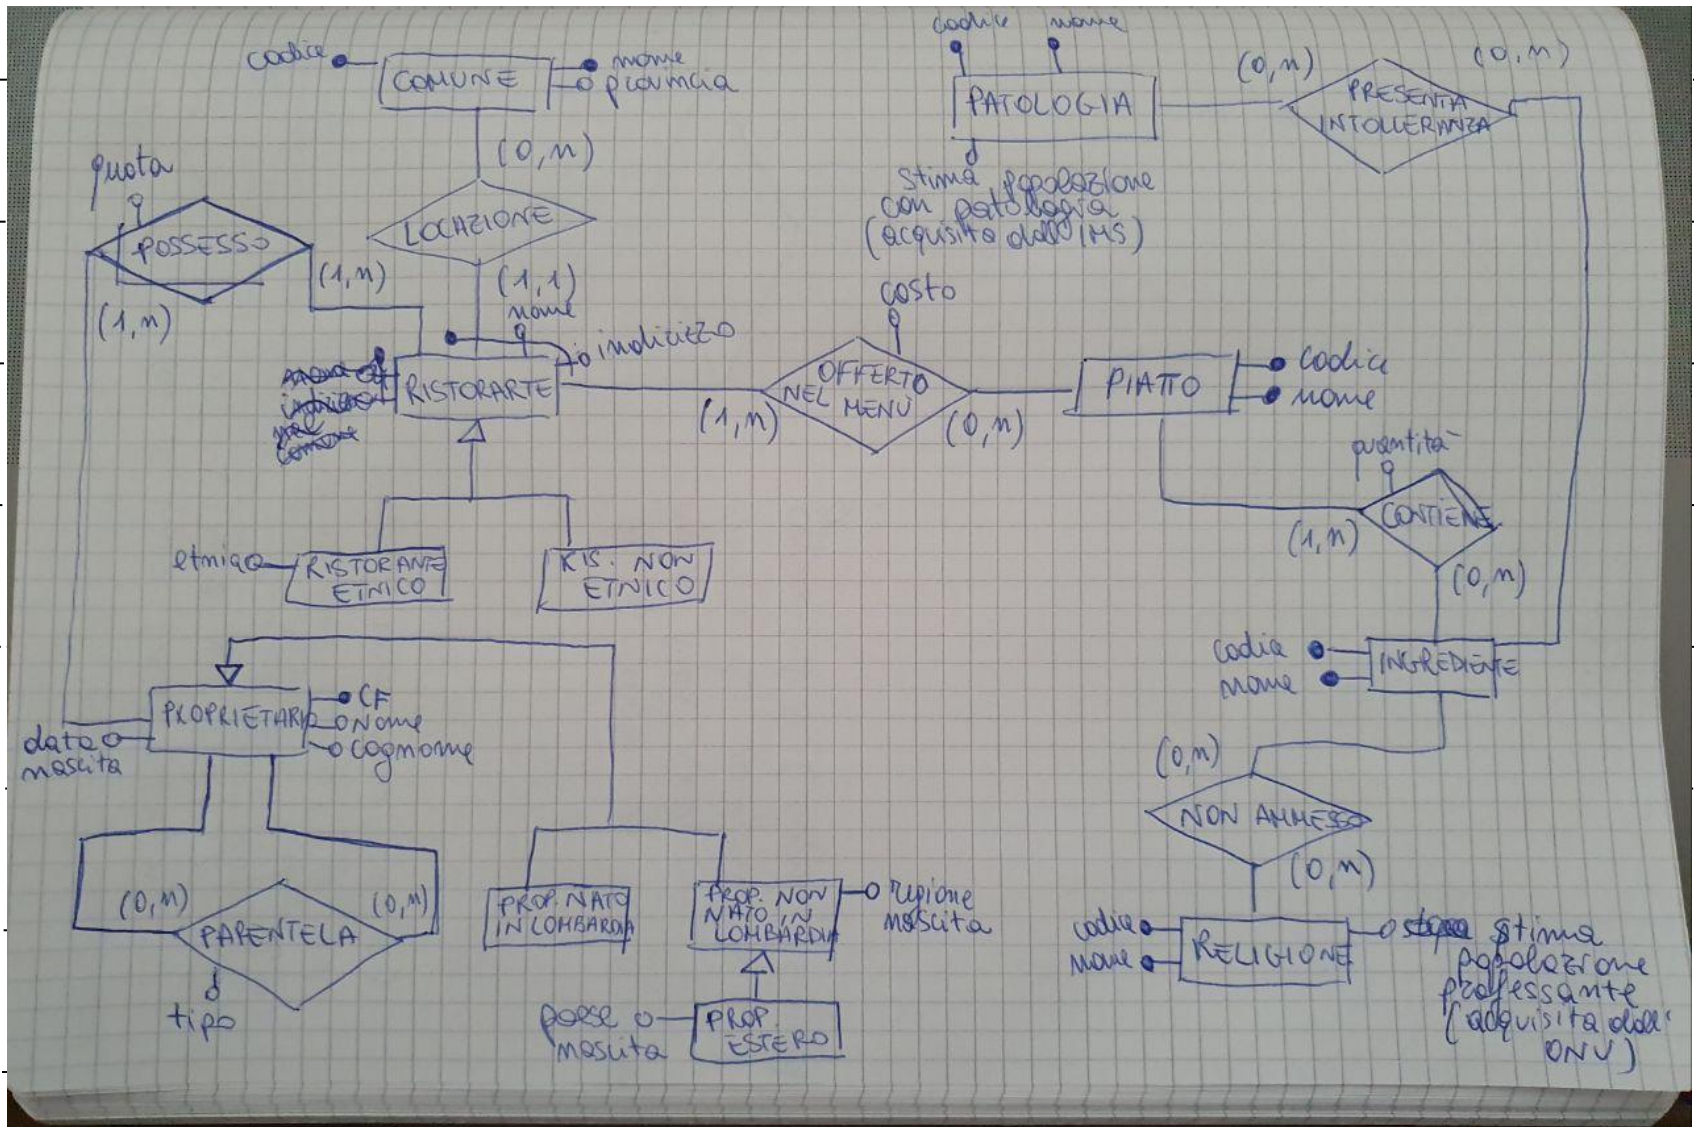 codice
COMUNE
nome
provincia
(0,n)
LOCAZIONE
(1,1)
quota
POSSESSO
(1,n)
(1,n)
nome
indirizzo
RISTORARTE
etnia
RISTORANTE
ETNICO
RIS. NON
ETNICO
codice
nome
PATOLOGIA
stima popolazione
con patologia
(acquisita dall'IMS)
(0,n)
(0,n)
PRESENTA
INTOLLERANZA
costo
OFFERTO
NEL MENÙ
(1,n)
(0,n)
PIATTO
codice
nome
quantità
CONTIENE
(1,n)
(0,n)
codice
nome
INGREDIENTE
(0,n)
NON AMMESSO
(0,n)
codice
nome
RELIGIONE
stima
popolazione
professante
(acquisita dall'
ONU)
PROPRIETARIO
CF
Nome
Cognome
data
nascita
(0,n)
(0,n)
PARENTELA
tipo
PROP. NATO
IN LOMBARDIA
PROP. NON
NATO IN
LOMBARDIA
regione
nascita
paese
nascita
PROP.
ESTERO